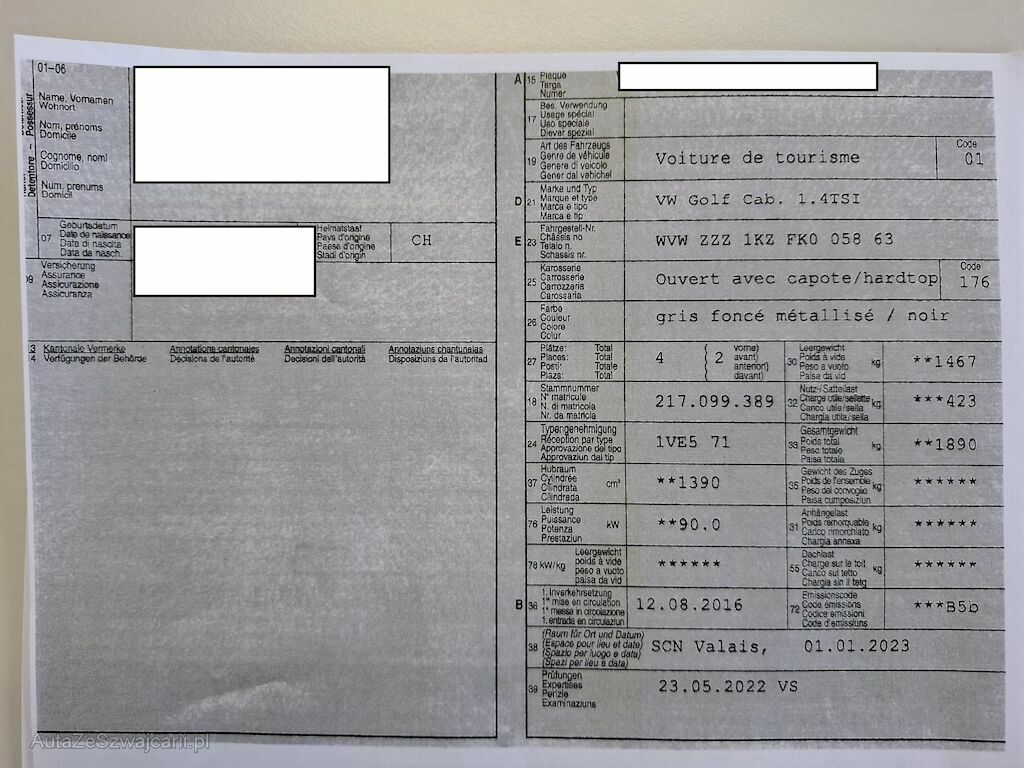 01-06
Detentore - Possessur
Name, Vornamen
Wohnort
Nom, prénoms
Domicile
Cognome, nomi
Domicilio
Num, prenums
Domicil
07
Geburtsdatum
Date de naissance
Data di nascita
Data da nasch.
Heimatstaat
Pays d'origine
Paese d'origine
Stadi d'origin
CH
09
Versicherung
Assurance
Assicurazione
Assicuranza
13 Kantonale Vermerke Annotations cantonales Annotazioni cantonali Annotaziuns chantunalas
14 Verfügungen der Behörde Décisions de l'autorité Decisioni dell'autorità Disposiziuns da l'autoritad
A 15
Plaque
Targa
Numer
17
Bes. Verwendung
Usage spécial
Uso speciale
Diever spezial
19
Art des Fahrzeugs
Genre de véhicule
Genere di veicolo
Gener dal vehichel
Voiture de tourisme
Code
01
D 21
Marke und Typ
Marque et type
Marca e tipo
Marca e tip
VW Golf Cab. 1.4TSI
E 23
Fahrgestell-Nr.
Châssis no
Telaio n.
Schassis nr.
WVW ZZZ 1KZ FK0 058 63
25
Karosserie
Carrosserie
Carrozzeria
Carossaria
Ouvert avec capote/hardtop
Code
176
26
Farbe
Couleur
Colore
Colur
gris foncé métallisé / noir
27
Plätze: Total
Places: Total
Posti: Totale
Plazs: Total
4
( 2
vorne)
avant)
anteriori)
davant)
30
Leergewicht
Poids à vide
Peso a vuoto
Paisa da vid
kg
**1467
18
Stammnummer
N° matricule
N. di matricola
Nr. da matricla
217.099.389
32
Nutz-/Sattellast
Charge utile/sellette
Carico utile/sella
Chargia utila/sella
kg
***423
24
Typengenehmigung
Réception par type
Approvazione del tipo
Approvaziun dal tip
1VE5 71
33
Gesamtgewicht
Poids total
Peso totale
Paisa totala
kg
**1890
37
Hubraum
Cylindrée
Cilindrata
Cilindrada
cm³
**1390
35
Gewicht des Zuges
Poids de l'ensemble
Peso del convoglio
Paisa cumposiziun
kg
******
76
Leistung
Puissance
Potenza
Prestaziun
kW
**90.0
31
Anhängelast
Poids remorquable
Carico rimorchiato
Chargia annexa
kg
******
78 kW/kg
Leergewicht
poids à vide
peso a vuoto
paisa da vid
******
55
Dachlast
Charge sur le toit
Carico sul tetto
Chargia sin il tetg
kg
******
B 36
1. Inverkehrsetzung
1re mise en circulation
1a messa in circolazione
1. entrada en circulaziun
12.08.2016
72
Emissionscode
Code émissions
Codice emissioni
Code d'emissiuns
***B5b
38
(Raum für Ort und Datum)
(Espace pour lieu et date)
(Spazio per luogo e data)
(Spazi per lieu e data)
SCN Valais, 01.01.2023
39
Prüfungen
Expertises
Perizie
Examinaziuns
23.05.2022 VS
AutaZeSzwajcarii.pl